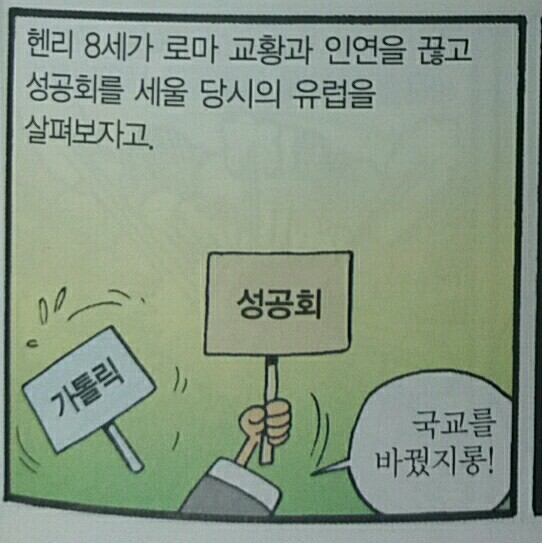 헨리 8세가 로마 교황과 인연을 끊고
성공회를 세울 당시의 유럽을
살펴보자고.
성공회
가톨릭
국교를
바꿨지롱!